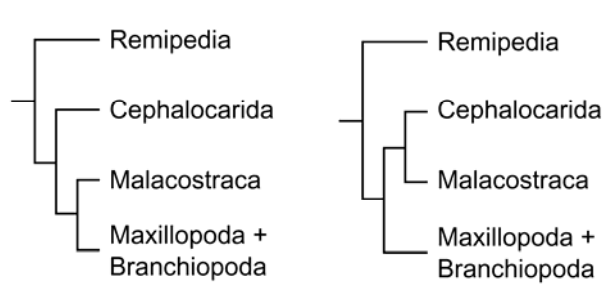 Remipedia
Cephalocarida
Malacostraca
Maxillopoda +
Branchiopoda
Remipedia
Cephalocarida
Malacostraca
Maxillopoda +
Branchiopoda